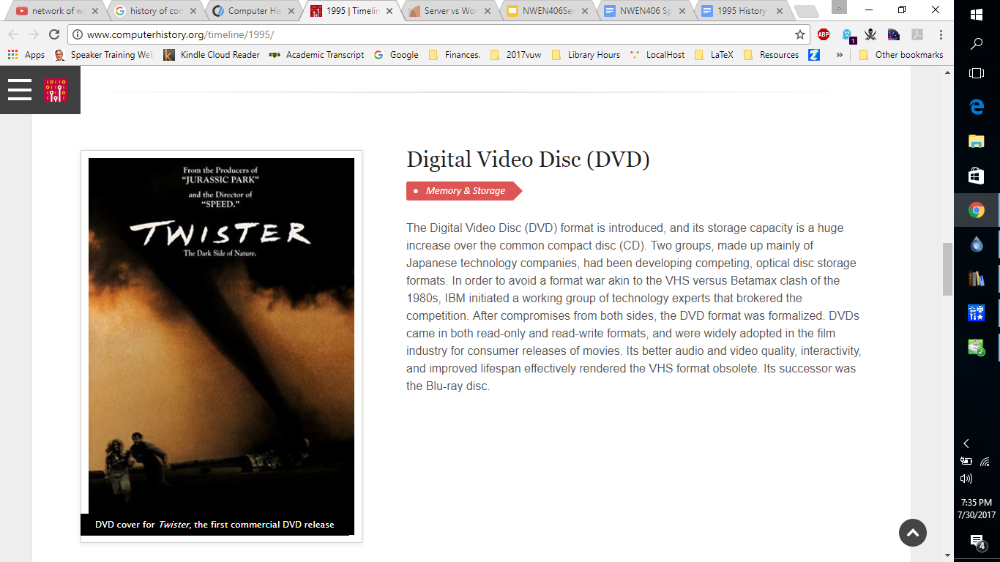 network of w
history of com
Computer His
1995 | Timelin
Server vs Wor
NWEN406Se
NWEN406 Sp
1995 History
www.computerhistory.org/timeline/1995/
ABP
1
Apps
Speaker Training Web
Kindle Cloud Reader
Academic Transcript
Google
Finances.
2017vuw
Library Hours
LocalHost
LaTeX
Resources
»
Other bookmarks
From the Producers of
“JURASSIC PARK”
and the Director of
“SPEED.”
TWISTER
The Dark Side of Nature.
DVD cover for Twister, the first commercial DVD release
Digital Video Disc (DVD)
Memory & Storage
The Digital Video Disc (DVD) format is introduced, and its storage capacity is a huge
increase over the common compact disc (CD). Two groups, made up mainly of
Japanese technology companies, had been developing competing, optical disc storage
formats. In order to avoid a format war akin to the VHS versus Betamax clash of the
1980s, IBM initiated a working group of technology experts that brokered the
competition. After compromises from both sides, the DVD format was formalized. DVDs
came in both read-only and read-write formats, and were widely adopted in the film
industry for consumer releases of movies. Its better audio and video quality, interactivity,
and improved lifespan effectively rendered the VHS format obsolete. Its successor was
the Blu-ray disc.
7:35 PM
7/30/2017
4